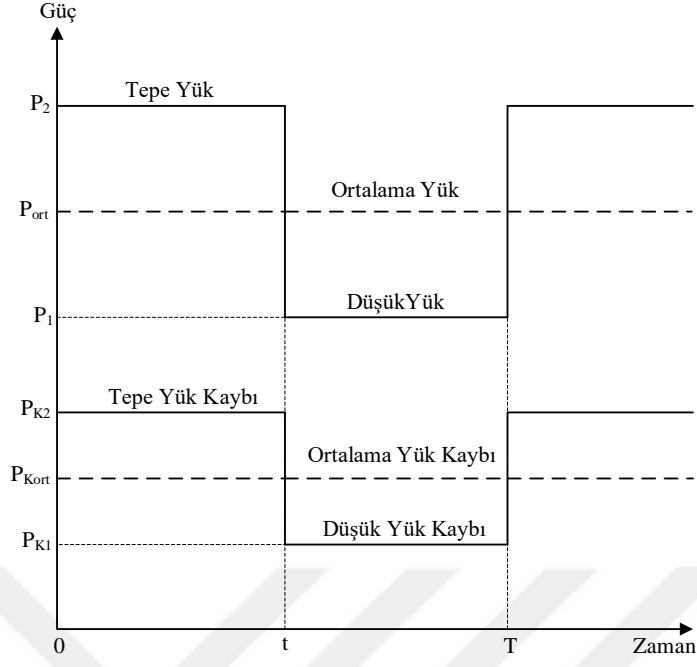 Güç
P2
Tepe Yük
Ortalama Yük
Port
P1
DüşükYük
Tepe Yük Kaybı
PK2
Ortalama Yük Kaybı
PKort
Düşük Yük Kaybı
PK1
0
t
T
Zaman